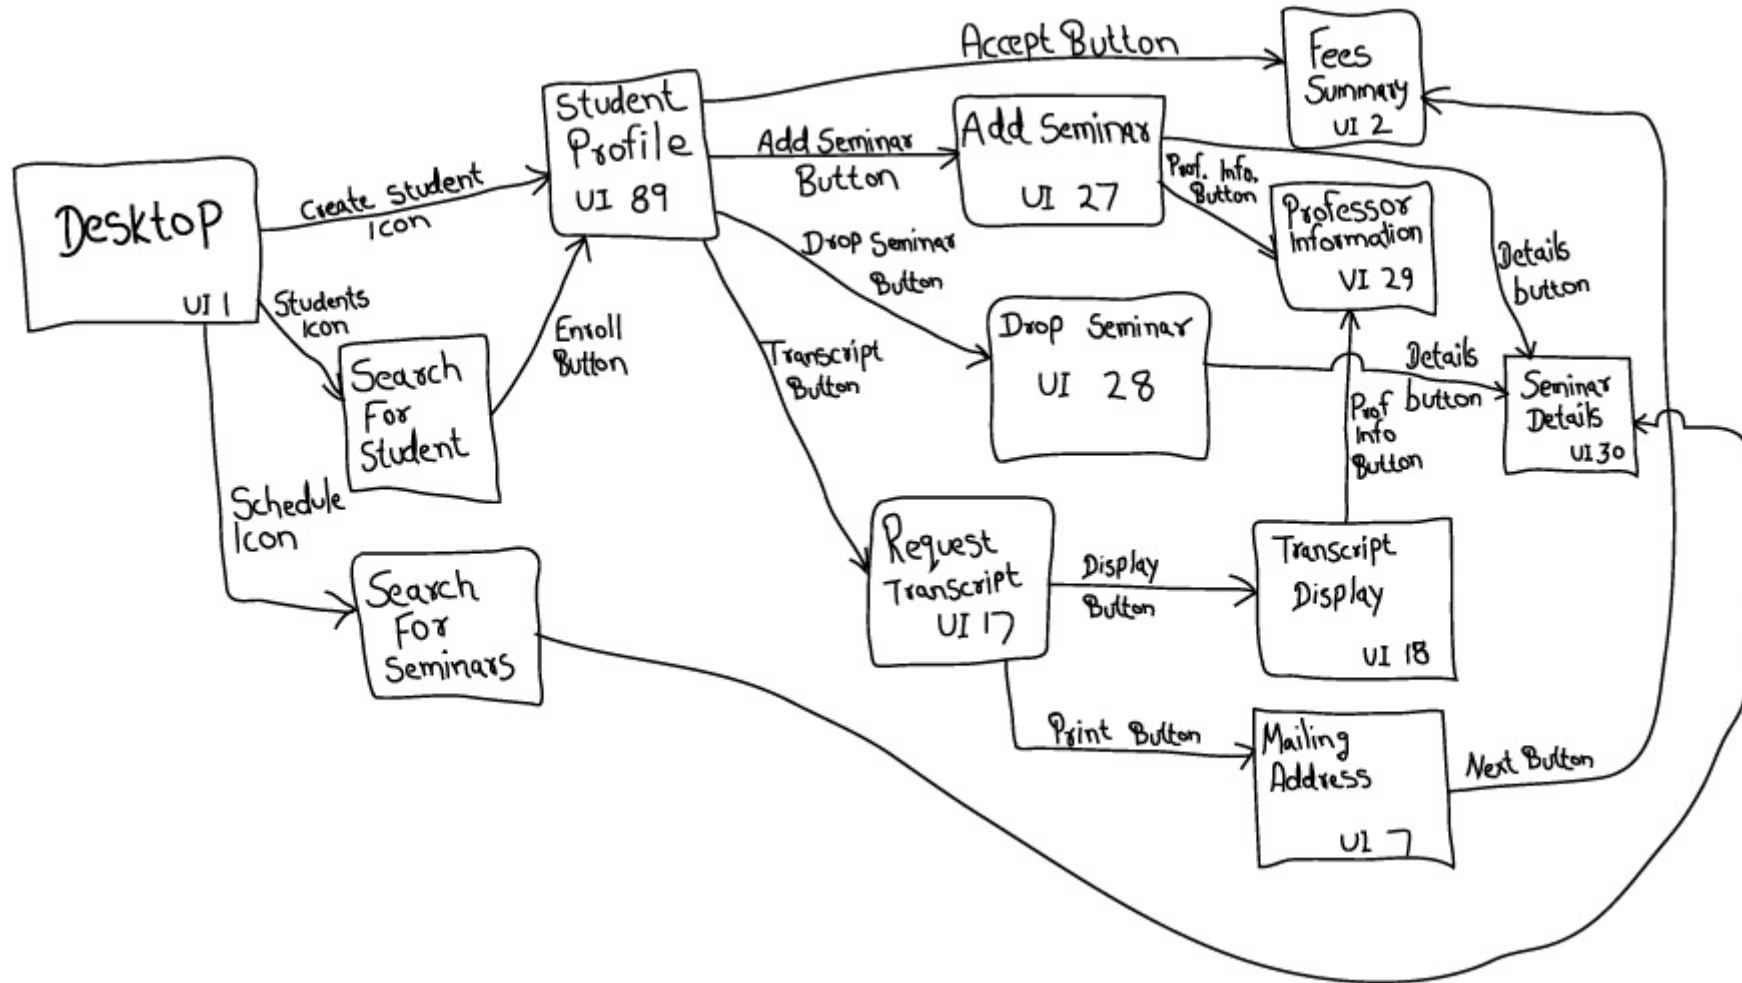 Accept Button
Fees
Summary
UI 2
Student
Profile
UI 89
Add Seminar
Button
Add Seminar
UI 27
Prof. Info.
Button
Professor
Information
UI 29
Details
button
Desktop
UI 1
Create Student
Icon
Students
Icon
Enroll
Button
Drop Seminar
Button
Drop Seminar
UI 28
Details
button
Seminar
Details
UI 30
Search
For
Student
Transcript
Button
Prof
Info
Button
Schedule
Icon
Search
For
Seminars
Request
Transcript
UI 17
Display
Button
Transcript
Display
UI 18
Print Button
Mailing
Address
UI 7
Next Button